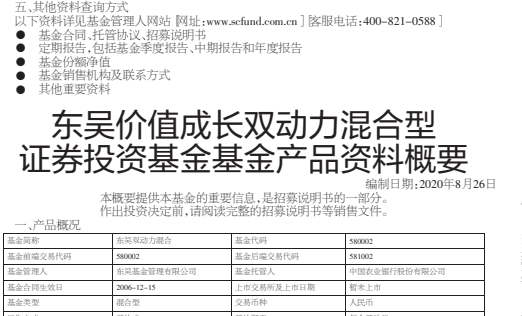 五、其他资料查询方式
以下资料详见基金管理人网站 [网址:www.scfund.com.cn] [客服电话:400-821-0588]
● 基金合同、托管协议、招募说明书
● 定期报告,包括基金季度报告、中期报告和年度报告
● 基金份额净值
● 基金销售机构及联系方式
● 其他重要资料
东吴价值成长双动力混合型
证券投资基金基金产品资料概要
编制日期:2020年8月26日
本概要提供本基金的重要信息,是招募说明书的一部分。
作出投资决定前,请阅读完整的招募说明书等销售文件。
一、产品概况
基金简称 东吴双动力混合 基金代码 580002
基金前端交易代码 580002 基金后端交易代码 581002
基金管理人 东吴基金管理有限公司 基金托管人 中国农业银行股份有限公司
基金合同生效日 2006-12-15 上市交易所及上市日期 暂未上市
基金类型 混合型 交易币种 人民币